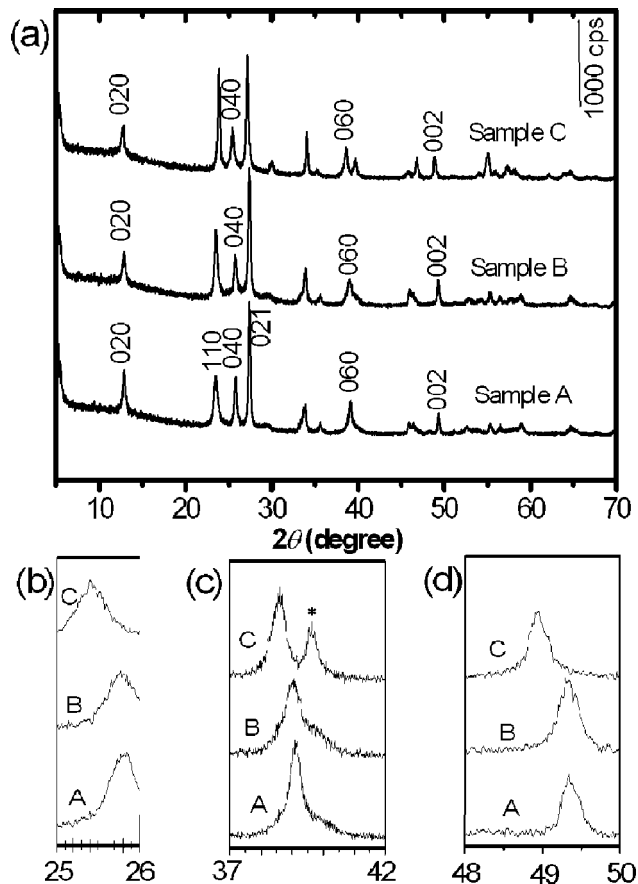 (a)
1000 cps
020
040
060
002
Sample C
020
040
060
002
Sample B
020
110
040
021
060
002
Sample A
10 20 30 40 50 60 70
2θ (degree)
(b)
C
B
A
25 26
(c)
C
*
B
A
37 42
(d)
C
B
A
48 49 50